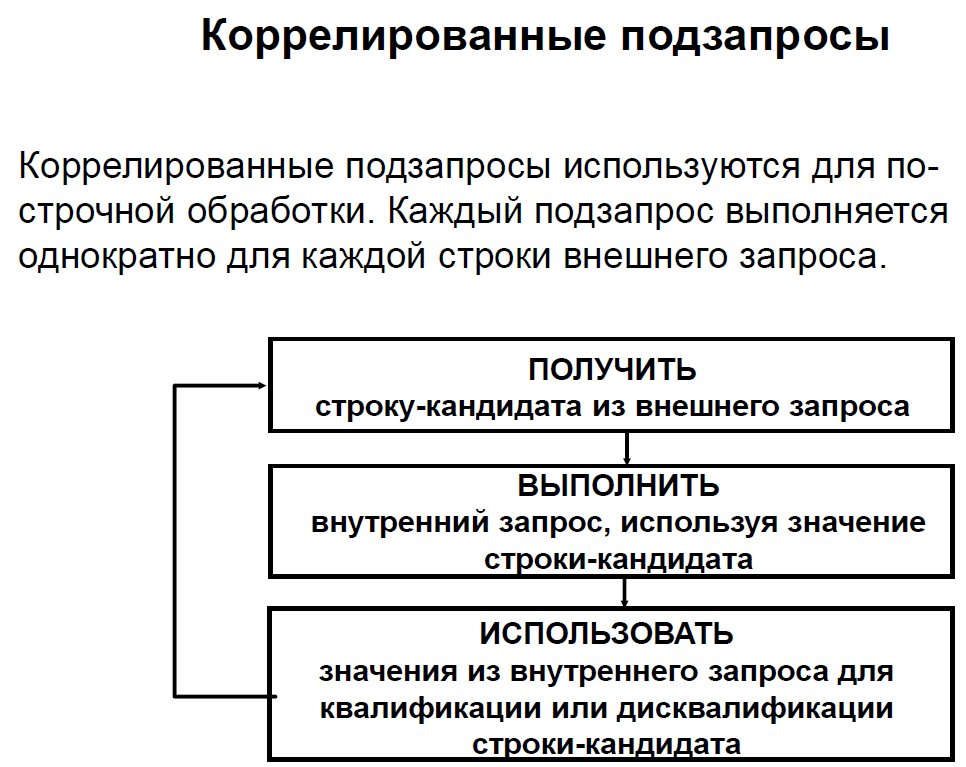 Коррелированные подзапросы
Коррелированные подзапросы используются для по-
строчной обработки. Каждый подзапрос выполняется
однократно для каждой строки внешнего запроса.
ПОЛУЧИТЬ
строку-кандидата из внешнего запроса
ВЫПОЛНИТЬ
внутренний запрос, используя значение
строки-кандидата
ИСПОЛЬЗОВАТЬ
значения из внутреннего запроса для
квалификации или дисквалификации
строки-кандидата